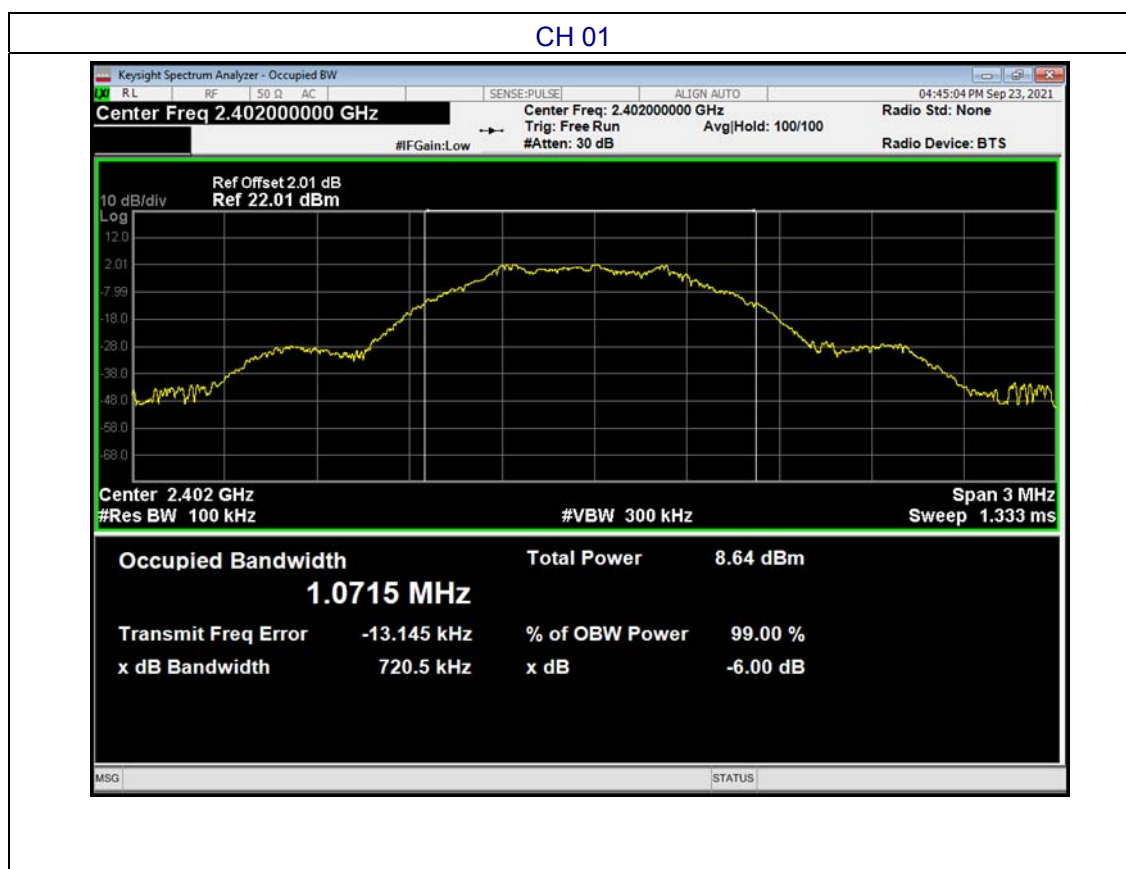 CH 01
Keysight Spectrum Analyzer - Occupied BW
LXI RL RF 50 Ω AC SENSE:PULSE ALIGN AUTO 04:45:04 PM Sep 23, 2021
Center Freq 2.402000000 GHz Center Freq: 2.402000000 GHz Radio Std: None
Trig: Free Run Avg|Hold: 100/100
#IFGain:Low #Atten: 30 dB Radio Device: BTS
Ref Offset 2.01 dB
10 dB/div Ref 22.01 dBm
Log
12.0
2.01
-7.99
-18.0
-28.0
-38.0
-48.0
-58.0
-68.0
Center 2.402 GHz Span 3 MHz
#Res BW 100 kHz #VBW 300 kHz Sweep 1.333 ms
Occupied Bandwidth Total Power 8.64 dBm
1.0715 MHz
Transmit Freq Error -13.145 kHz % of OBW Power 99.00 %
x dB Bandwidth 720.5 kHz x dB -6.00 dB
MSG STATUS